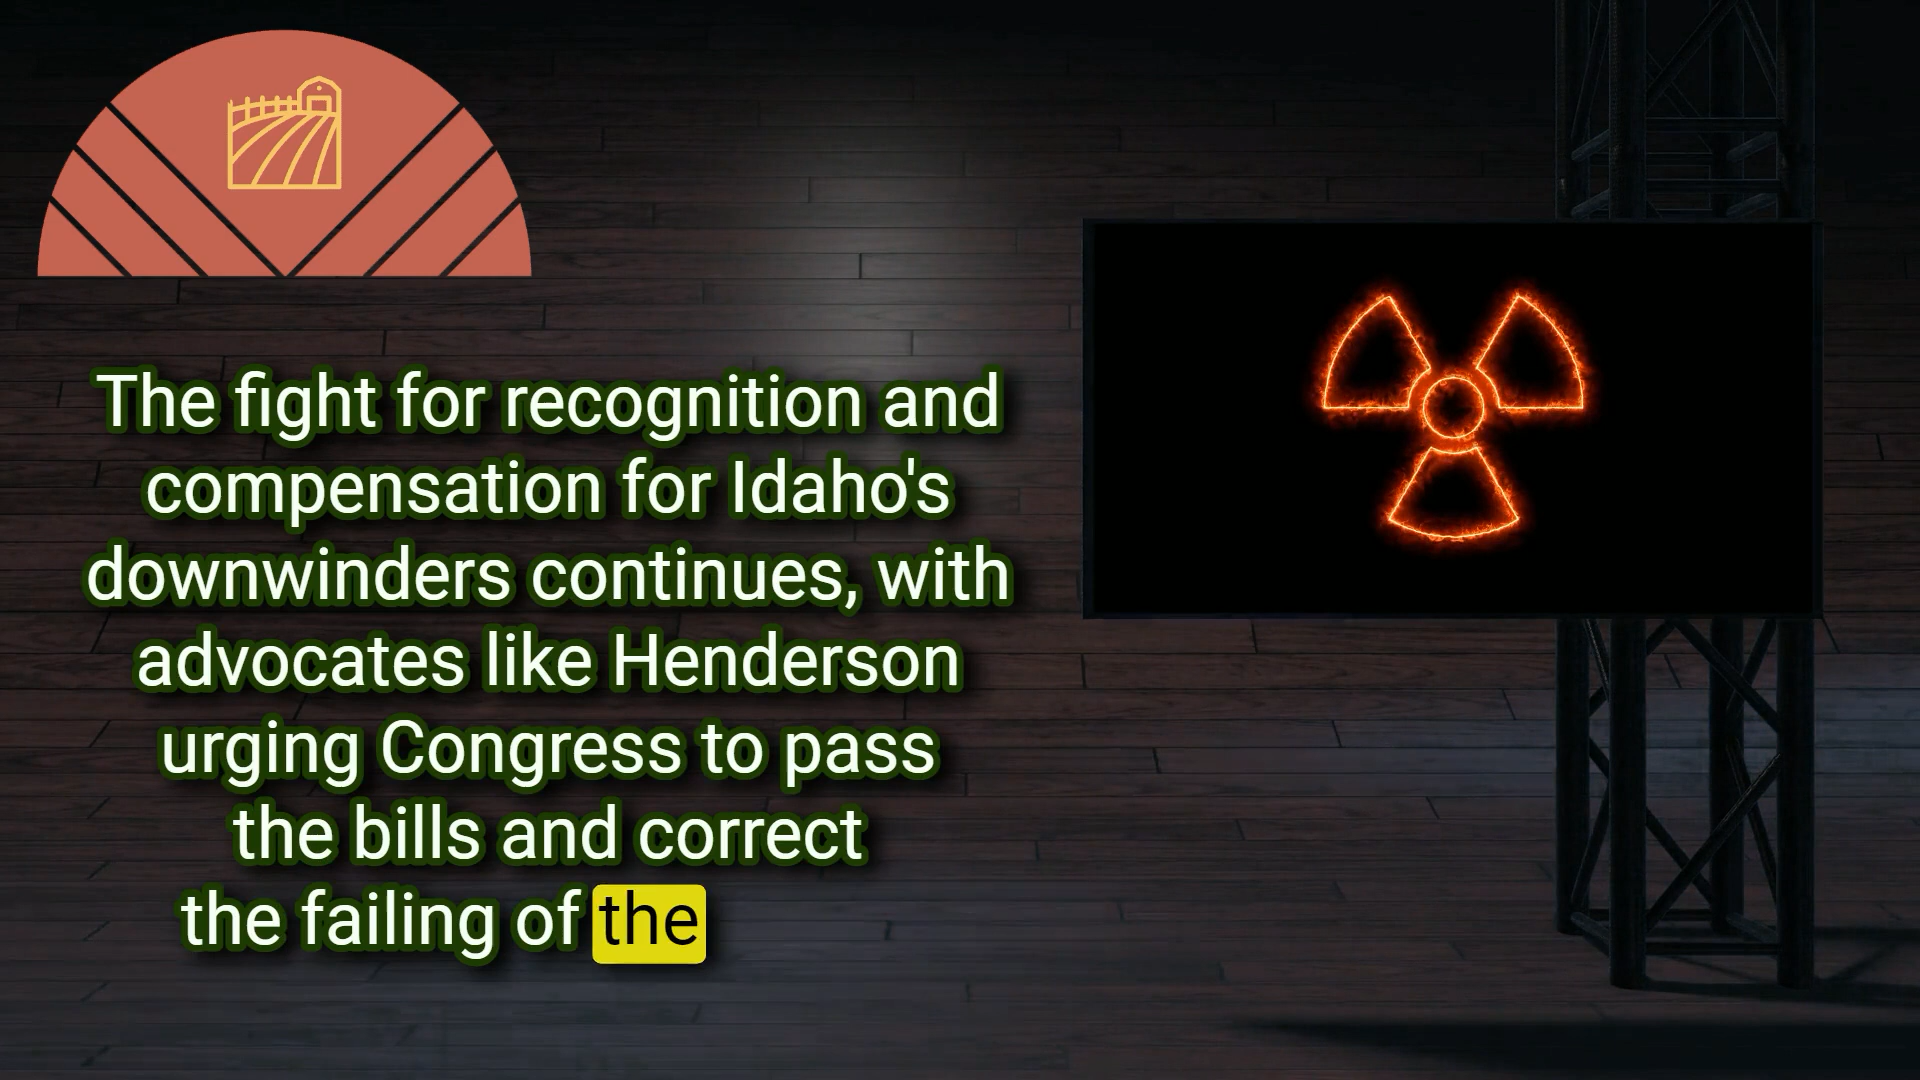 The fight for recognition and
compensation for Idaho's
downwinders continues, with
advocates like Henderson
urging Congress to pass
the bills and correct
the failing of the